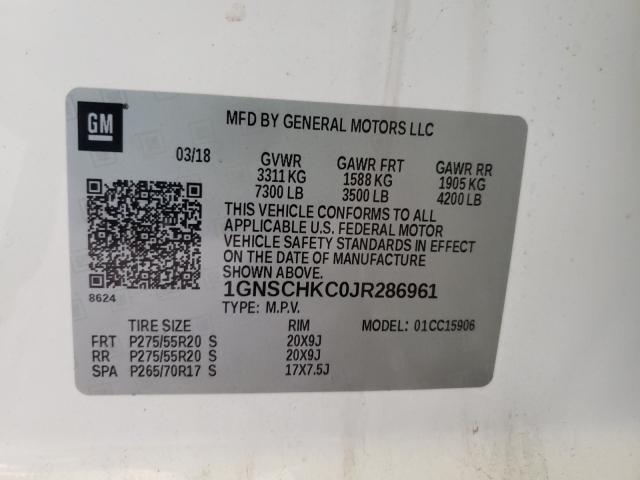 GM
MFD BY GENERAL MOTORS LLC
03/18 GVWR GAWR FRT GAWR RR
3311 KG 1588 KG 1905 KG
7300 LB 3500 LB 4200 LB
THIS VEHICLE CONFORMS TO ALL
APPLICABLE U.S. FEDERAL MOTOR
VEHICLE SAFETY STANDARDS IN EFFECT
ON THE DATE OF MANUFACTURE
SHOWN ABOVE.
8624
1GNSCHKC0JR286961
TYPE: M.P.V.
TIRE SIZE RIM MODEL: 01CC15906
FRT P275/55R20 S 20X9J
RR P275/55R20 S 20X9J
SPA P265/70R17 S 17X7.5J